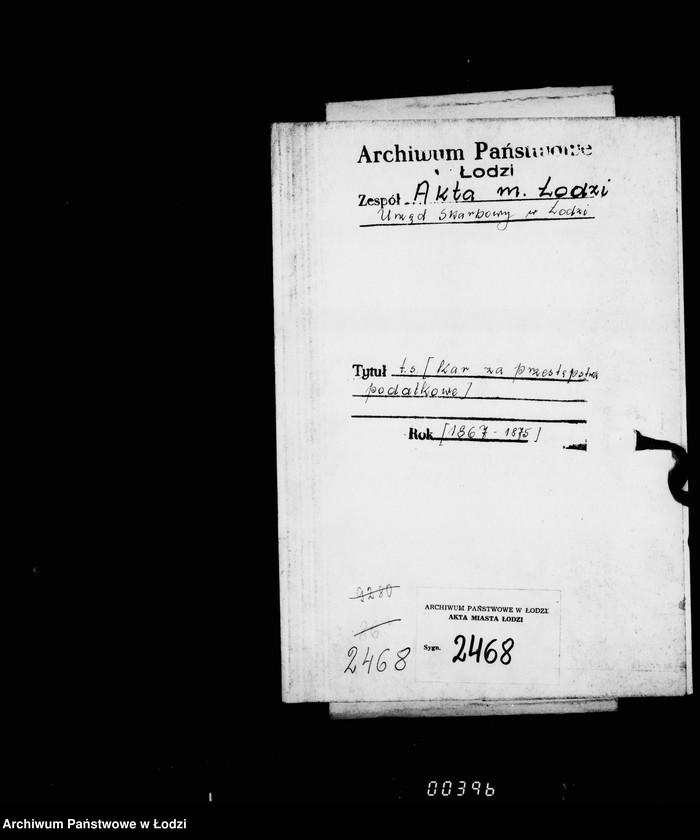 Archiwum Państwowe
w Łodzi
Zespół Akta m. Łodzi
Urząd Skarbowy w Łodzi
Tytuł t.s. [kar za przestępstwa
podatkowe]
Rok [1867 - 1875]
9280
86
2468
ARCHIWUM PAŃSTWOWE W ŁODZI
AKTA MIASTA ŁODZI
Sygn. 2468
00396
Archiwum Państwowe w Łodzi